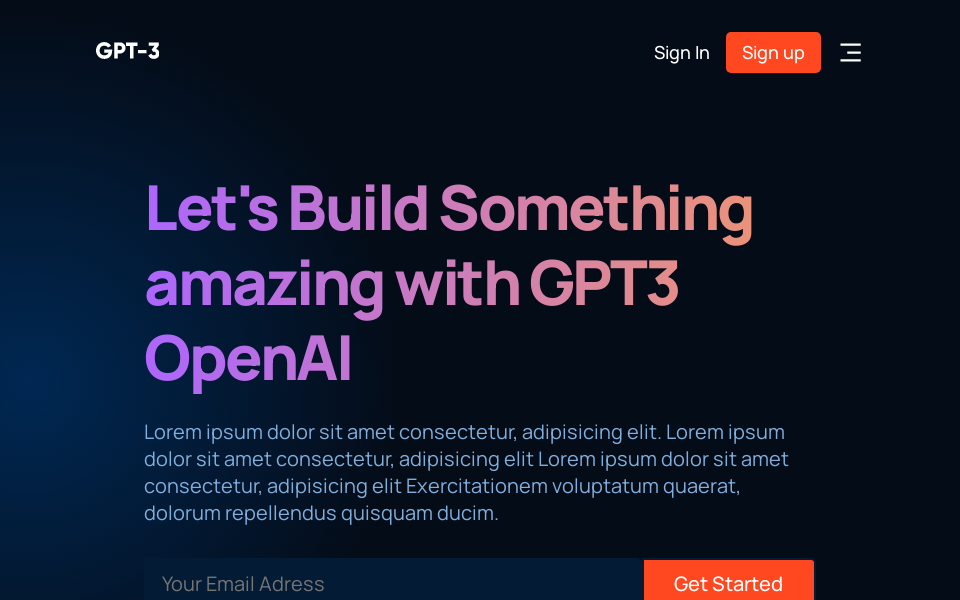 GPT-3
Sign In
Sign up
Let's Build Something
amazing with GPT3
OpenAI
Lorem ipsum dolor sit amet consectetur, adipisicing elit. Lorem ipsum
dolor sit amet consectetur, adipisicing elit Lorem ipsum dolor sit amet
consectetur, adipisicing elit Exercitationem voluptatum quaerat,
dolorum repellendus quisquam ducim.
Your Email Adress
Get Started